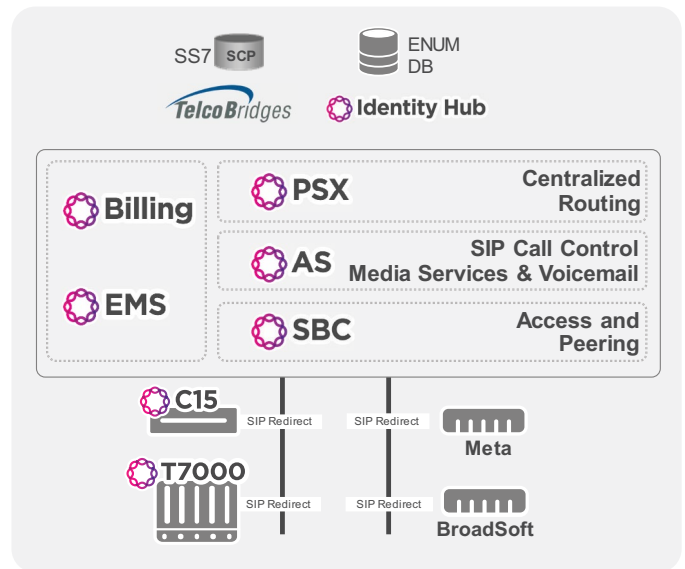 SS7 SCP
ENUM
DB
TelcoBridges
Identity Hub
Billing
EMS
PSX
Centralized
Routing
AS
SIP Call Control
Media Services & Voicemail
SBC
Access and
Peering
C15
SIP Redirect
SIP Redirect
Meta
T7000
SIP Redirect
SIP Redirect
BroadSoft